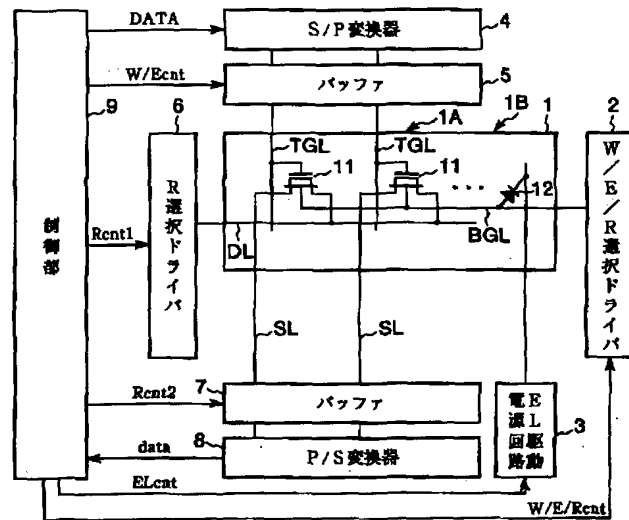 DATA
S/P変換器
4
W/Ecnt
バッファ
5
9
6
1A
1B
1
2
TGL
TGL
11
11
12
制御部
Rcnt1
R選択ドライバ
DL
BGL
W/E/R選択ドライバ
SL
SL
Rcnt2
7
バッファ
EL駆動
電源回路
3
data
8
P/S変換器
ELcnt
W/E/Rcnt